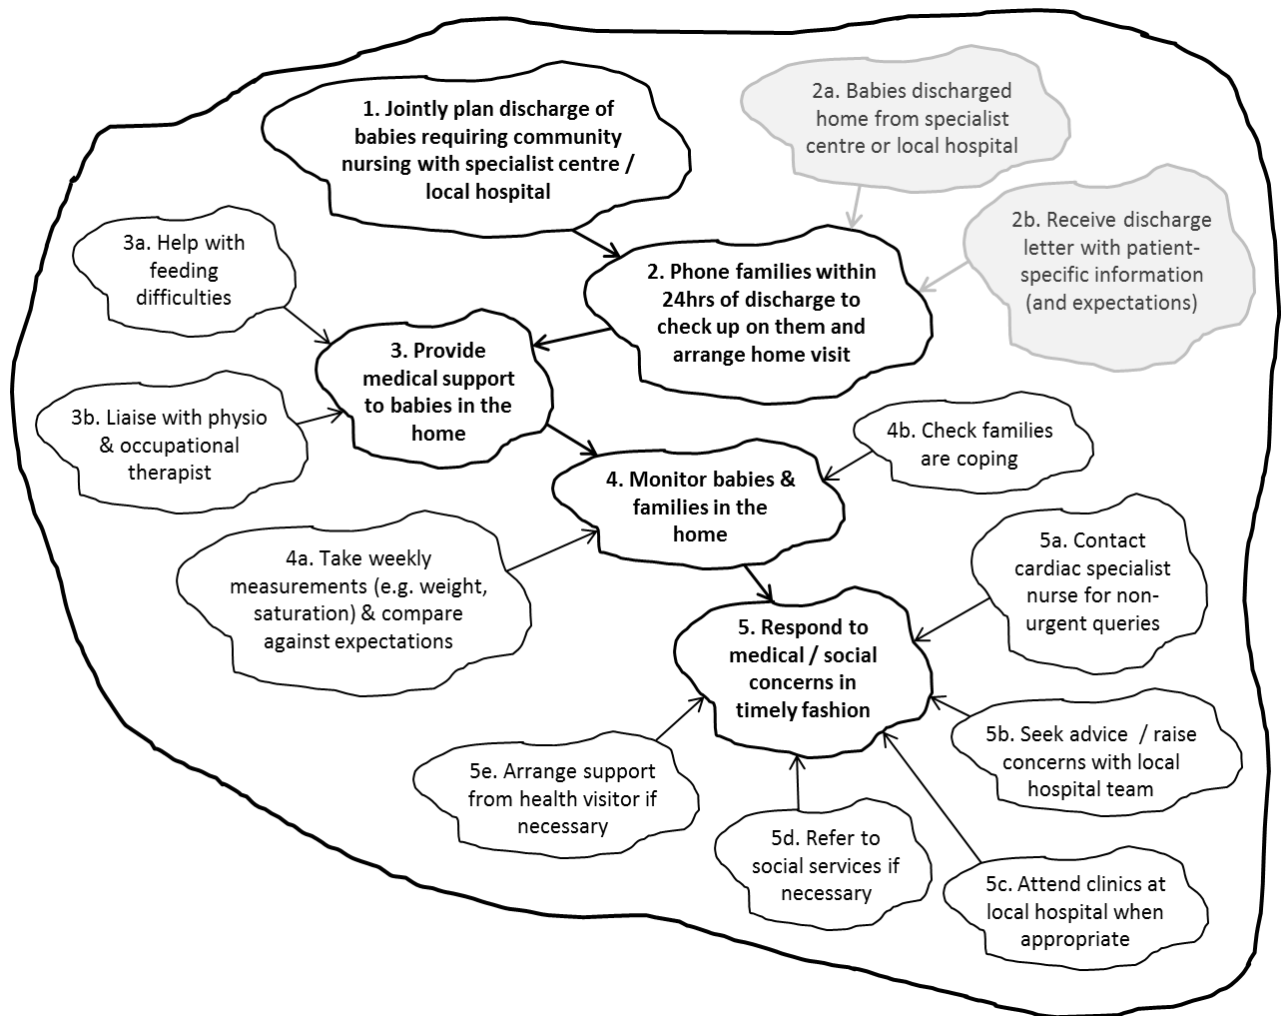 1. Jointly plan discharge of
babies requiring community
nursing with specialist centre /
local hospital
2a. Babies discharged
home from specialist
centre or local hospital
2b. Receive discharge
letter with patient-
specific information
(and expectations)
2. Phone families within
24hrs of discharge to
check up on them and
arrange home visit
3a. Help with
feeding
difficulties
3. Provide
medical support
to babies in the
home
3b. Liaise with physio
& occupational
therapist
4b. Check families
are coping
4. Monitor babies &
families in the
home
4a. Take weekly
measurements (e.g. weight,
saturation) & compare
against expectations
5a. Contact
cardiac specialist
nurse for non-
urgent queries
5. Respond to
medical / social
concerns in
timely fashion
5b. Seek advice / raise
concerns with local
hospital team
5e. Arrange support
from health visitor if
necessary
5d. Refer to
social services if
necessary
5c. Attend clinics at
local hospital when
appropriate